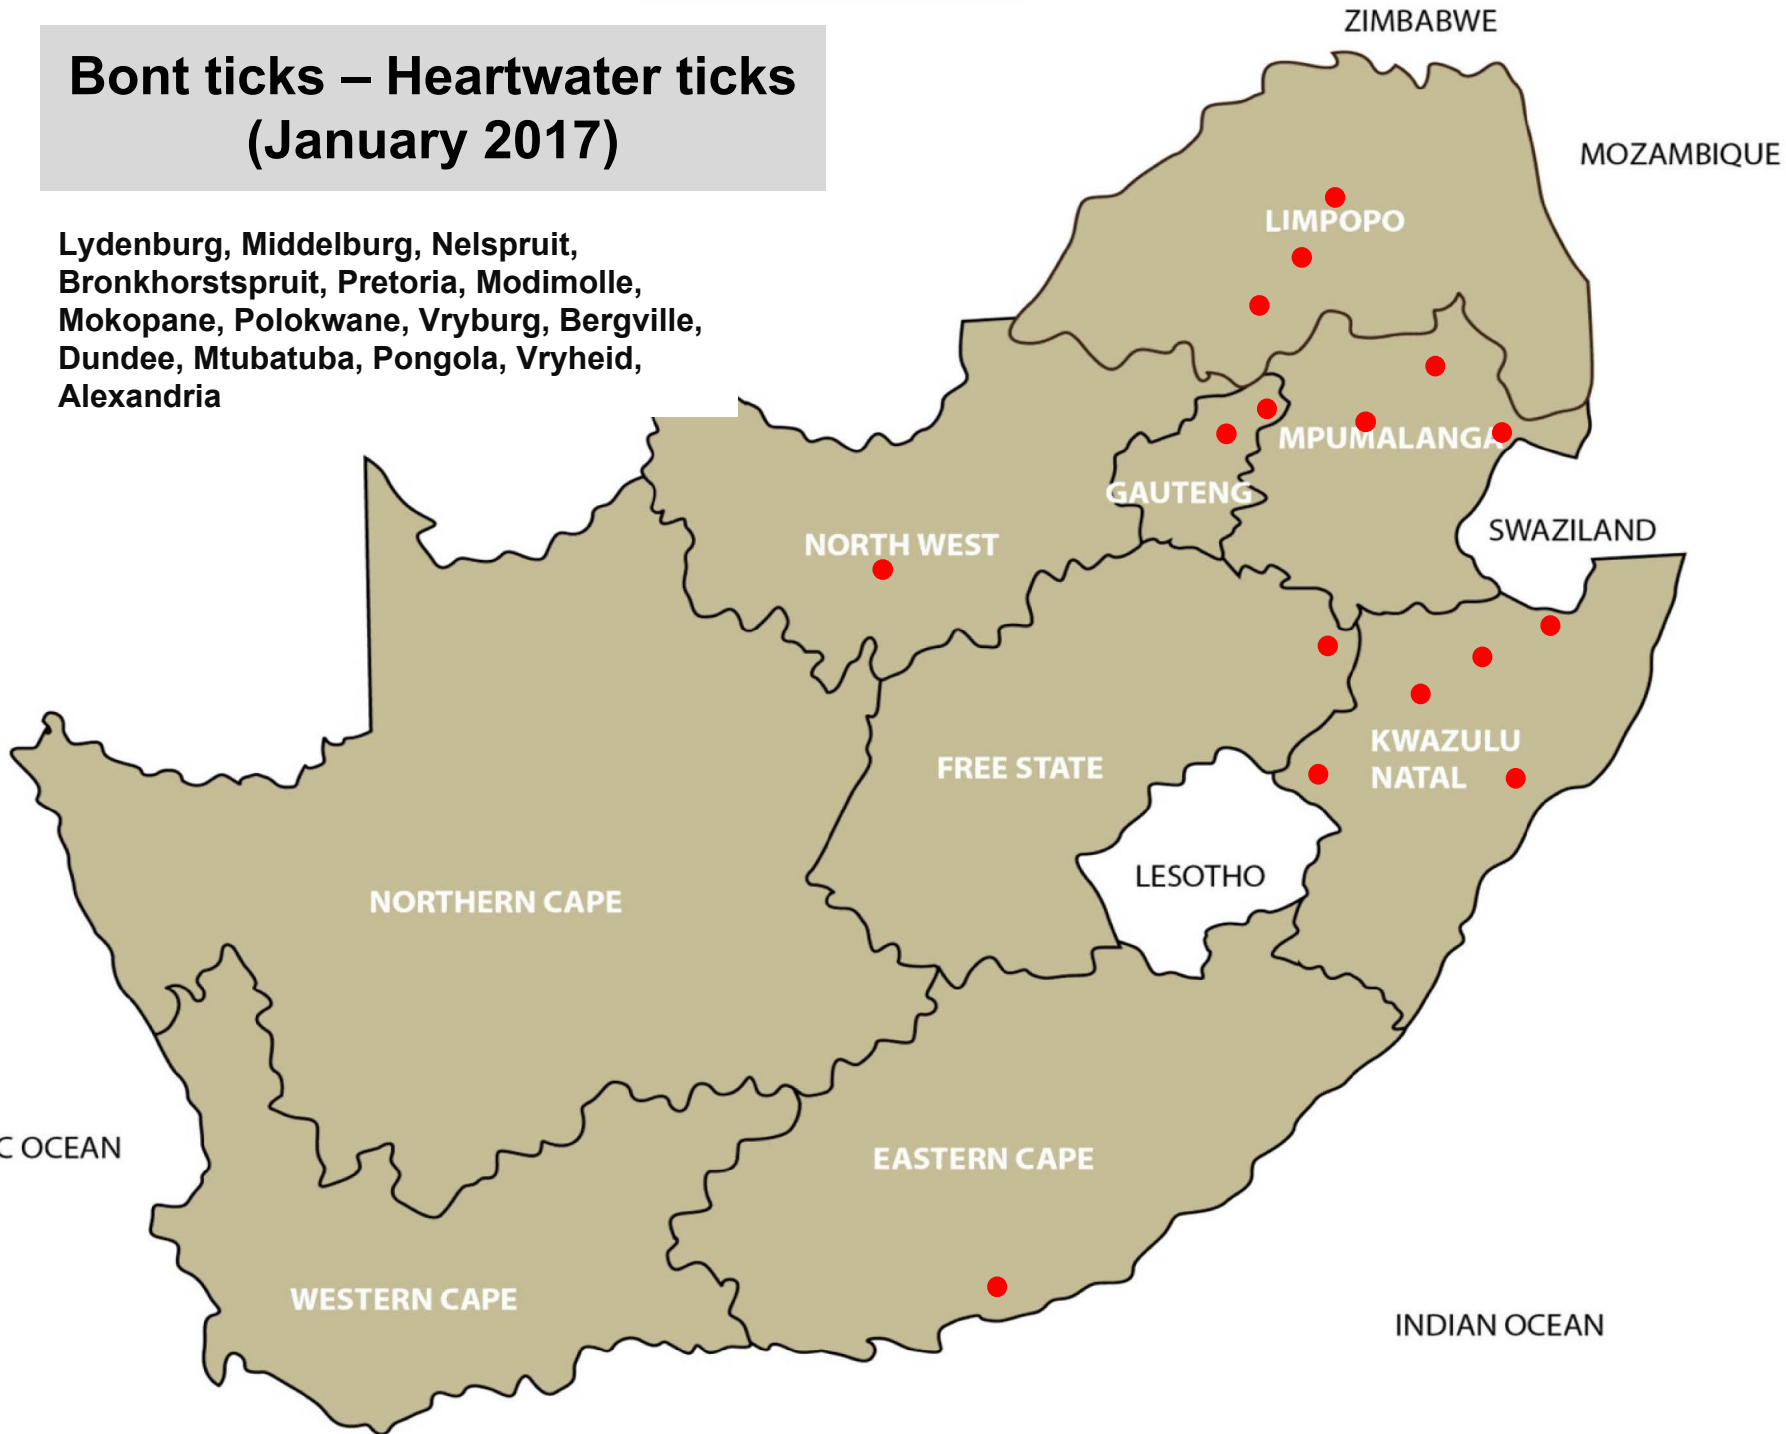 Bont ticks – Heartwater ticks
(January 2017)
Lydenburg, Middelburg, Nelspruit,
Bronkhorstspruit, Pretoria, Modimolle,
Mokopane, Polokwane, Vryburg, Bergville,
Dundee, Mtubatuba, Pongola, Vryheid,
Alexandria
ZIMBABWE
MOZAMBIQUE
LIMPOPO
MPUMALANGA
GAUTENG
SWAZILAND
NORTH WEST
KWAZULU
NATAL
FREE STATE
LESOTHO
NORTHERN CAPE
C OCEAN
EASTERN CAPE
WESTERN CAPE
INDIAN OCEAN